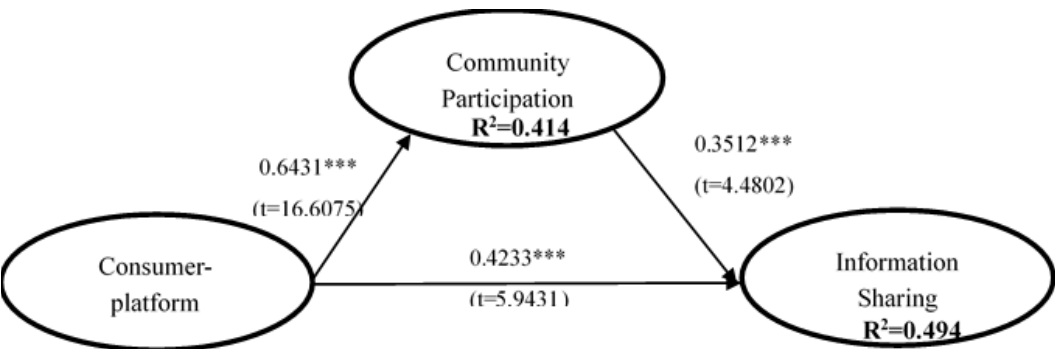 Community
Participation
R²=0.414
0.6431***
(t=16.6075)
0.3512***
(t=4.4802)
0.4233***
(t=5.9431)
Consumer-
platform
Information
Sharing
R²=0.494